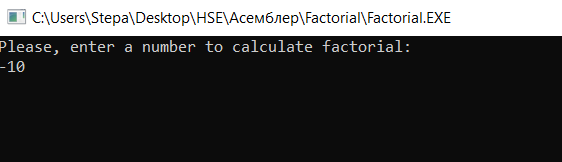 C:\Users\Stepa\Desktop\HSE\Асемблер\Factorial\Factorial.EXE
Please, enter a number to calculate factorial:
-10